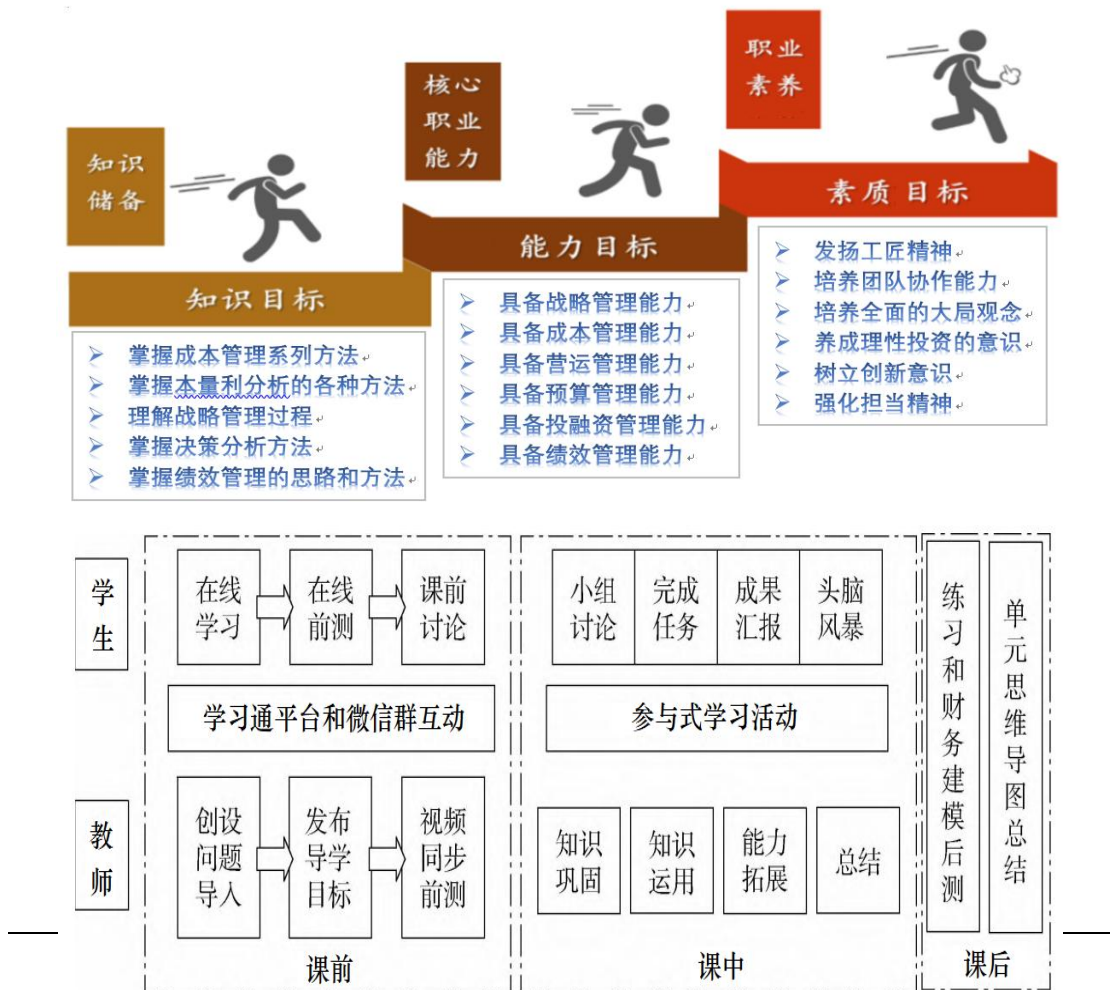 知识
储备
核心
职业
能力
职业
素养
知识目标
能力目标
素质目标
➢ 掌握成本管理系列方法
➢ 掌握本量利分析的各种方法
➢ 理解战略管理过程
➢ 掌握决策分析方法
➢ 掌握绩效管理的思路和方法
➢ 具备战略管理能力
➢ 具备成本管理能力
➢ 具备营运管理能力
➢ 具备预算管理能力
➢ 具备投融资管理能力
➢ 具备绩效管理能力
➢ 发扬工匠精神
➢ 培养团队协作能力
➢ 培养全面的大局观念
➢ 养成理性投资的意识
➢ 树立创新意识
➢ 强化担当精神
学
生
在线
学习
在线
前测
课前
讨论
学习通平台和微信群互动
教
师
创设
问题
导入
发布
导学
目标
视频
同步
前测
课前
小组
讨论
完成
任务
成果
汇报
头脑
风暴
参与式学习活动
知识
巩固
知识
运用
能力
拓展
总结
课中
练习和财务建模后测
单元思维导图总结
课后